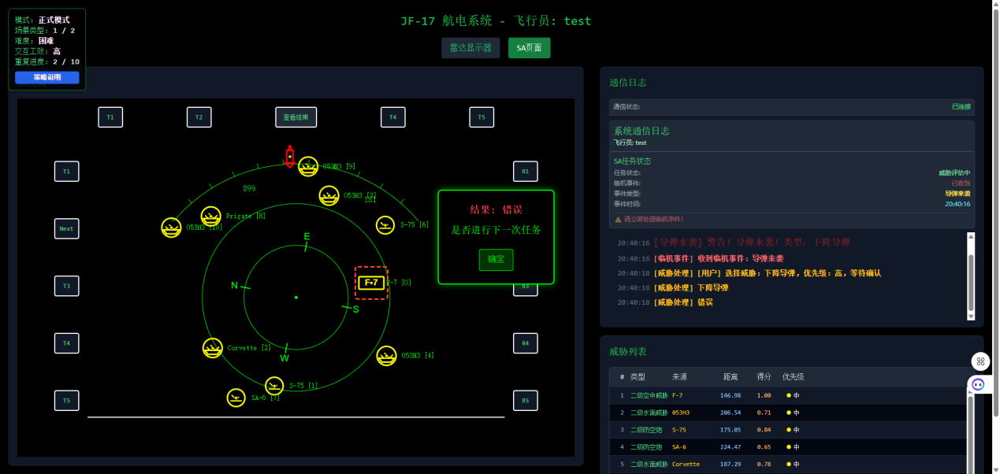 模式: 正式模式
场景类型: 1 / 2
难度: 困难
交互工效: 高
重复进度: 2 / 10
策略说明
JF-17 航电系统 - 飞行员: test
雷达显示器
SA页面
T1
T2
查看结果
T4
T5
T1
Next
T3
T4
T5
R1
R3
R4
R5
053H3 [9]
899
053H3 [3]
181
Frigate [8]
053H3 [10]
S-75 [6]
E
N
S
W
F-7
F-7 [0]
Corvette [2]
053H3 [4]
S-75 [1]
SA-6 [7]
结果: 错误
是否进行下一次任务
确定
通信日志
通信状态: 已连接
系统通信日志
飞行员: test
SA任务状态
任务状态: 威胁评估中
临机事件: 已收到
事件类型: 导弹来袭
事件时间: 20:40:16
请立即处理临机事件!
20:40:16 [导弹来袭] 警告! 导弹来袭! 类型: 下降导弹
20:40:16 [临机事件] 收到临机事件: 导弹来袭
20:40:18 [威胁处理] [用户] 选择威胁: 下降导弹, 优先级: 高, 等待确认
20:40:18 [威胁处理] 下降导弹
20:40:18 [威胁处理] 错误
威胁列表
# 类型 来源 距离 得分 优先级
1 二级空中威胁 F-7 146.98 1.00 中
2 二级水面威胁 053H3 206.54 0.71 中
3 二级防空炮 S-75 175.05 0.84 中
4 二级防空炮 SA-6 224.47 0.65 中
5 二级水面威胁 Corvette 187.29 0.78 中